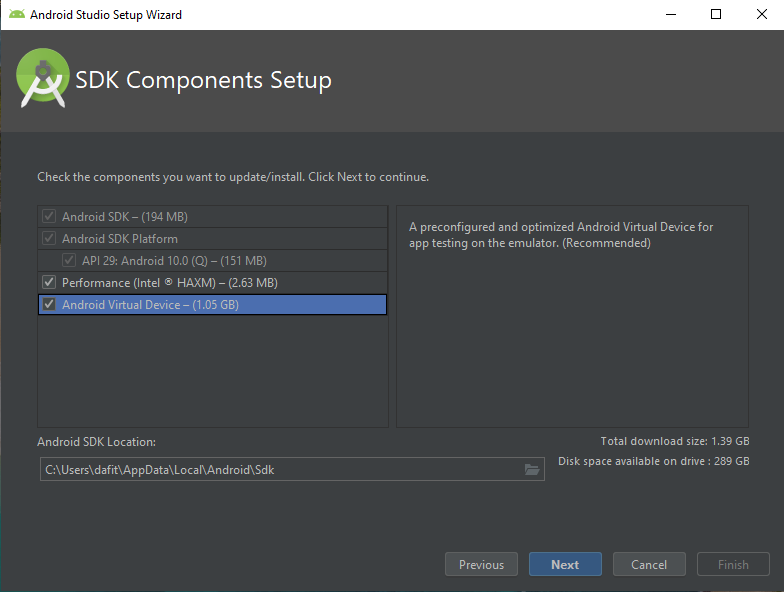 Android Studio Setup Wizard
SDK Components Setup
Check the components you want to update/install. Click Next to continue.
Android SDK – (194 MB)
Android SDK Platform
API 29: Android 10.0 (Q) – (151 MB)
Performance (Intel ® HAXM) – (2.63 MB)
Android Virtual Device – (1.05 GB)
A preconfigured and optimized Android Virtual Device for
app testing on the emulator. (Recommended)
Android SDK Location:
C:\Users\dafit\AppData\Local\Android\Sdk
Total download size: 1.39 GB
Disk space available on drive : 289 GB
Previous
Next
Cancel
Finish